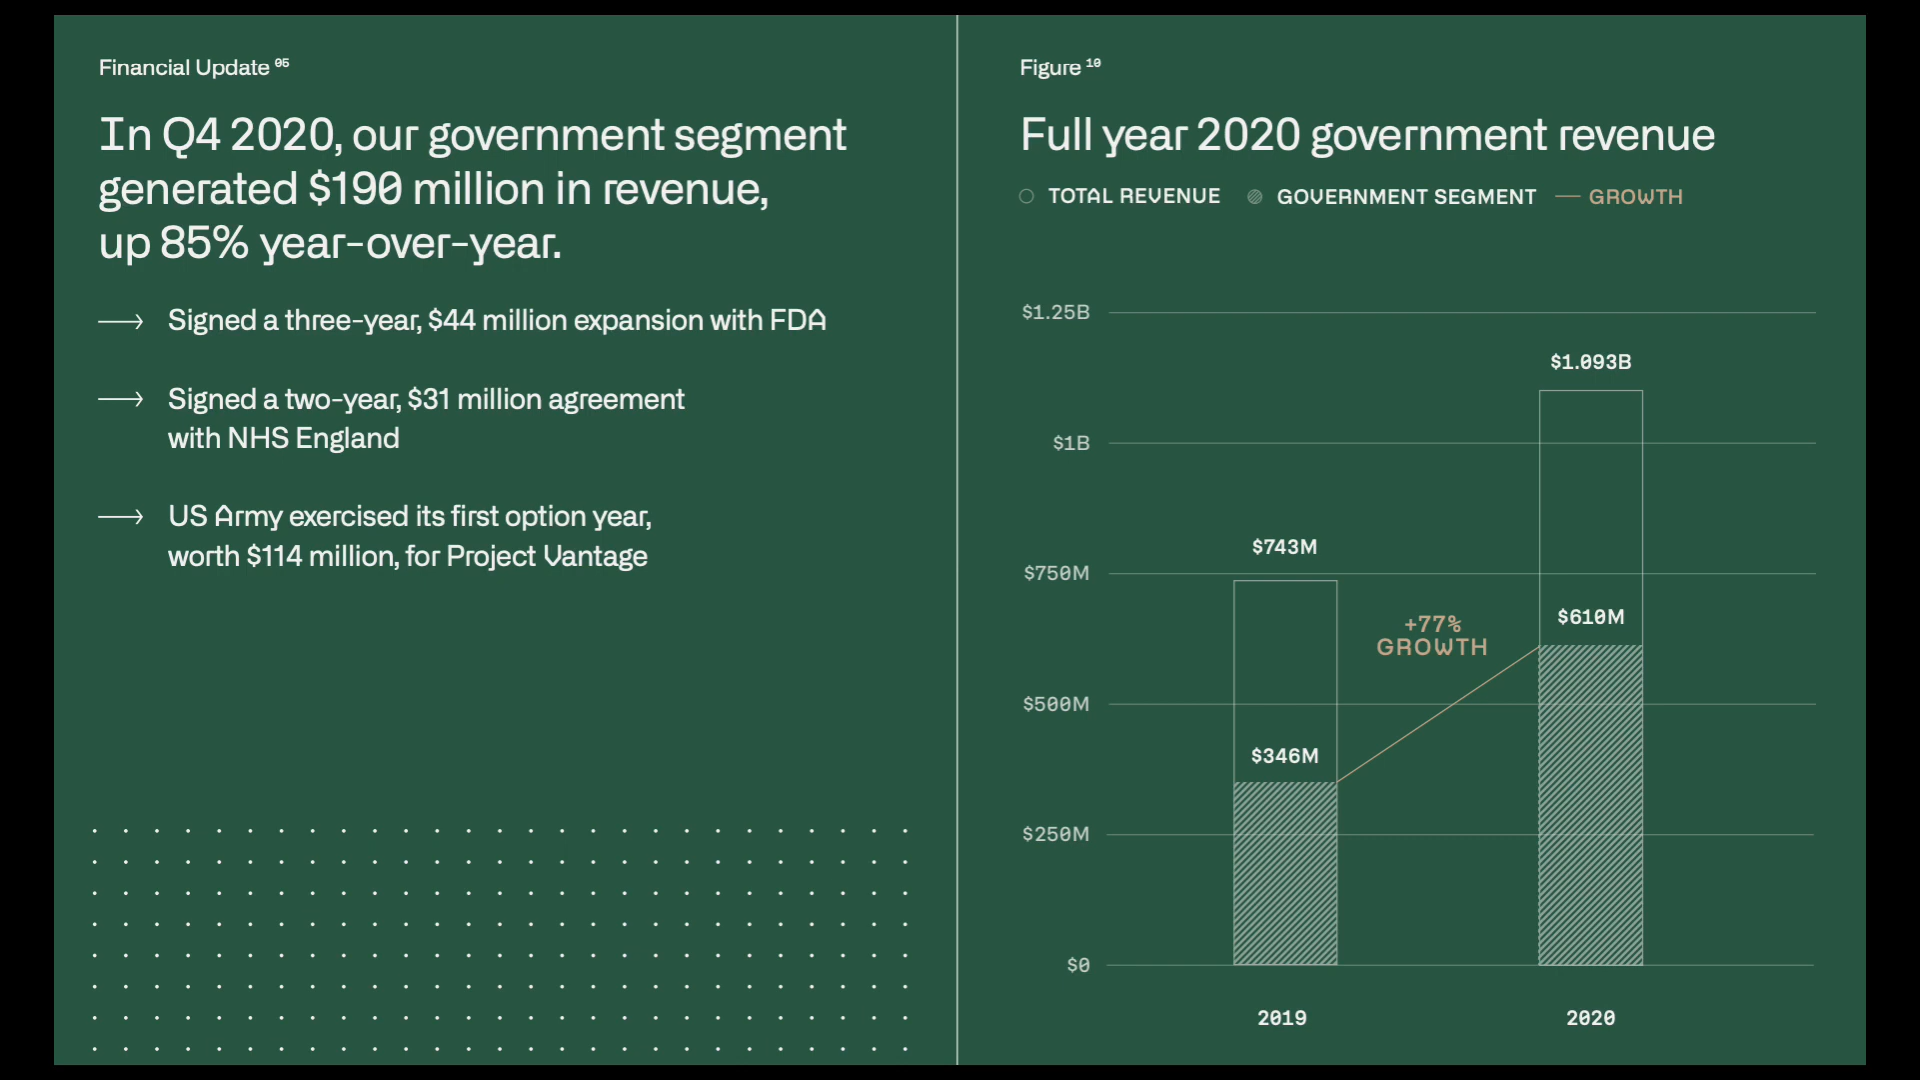 Financial Update 05
In Q4 2020, our government segment
generated $190 million in revenue,
up 85% year-over-year.
Signed a three-year, $44 million expansion with FDA
Signed a two-year, $31 million agreement
with NHS England
US Army exercised its first option year,
worth $114 million, for Project Vantage
Figure 10
Full year 2020 government revenue
TOTAL REVENUE GOVERNMENT SEGMENT GROWTH
$1.25B
$1.093B
$1B
$743M
$750M
$610M
+77%
GROWTH
$500M
$346M
$250M
$0
2019 2020